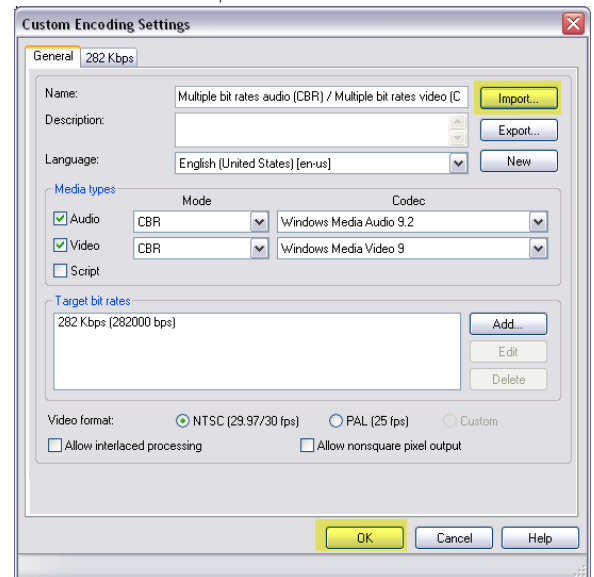 Custom Encoding Settings
General 282 Kbps
Name: Multiple bit rates audio (CBR) / Multiple bit rates video (C Import...
Description: Export...
Language: English (United States) [en-us] New
Media types
Mode Codec
Audio CBR Windows Media Audio 9.2
Video CBR Windows Media Video 9
Script
Target bit rates
282 Kbps (282000 bps) Add...
Edit
Delete
Video format: NTSC (29.97/30 fps) PAL (25 fps) Custom
Allow interlaced processing Allow nonsquare pixel output
OK Cancel Help